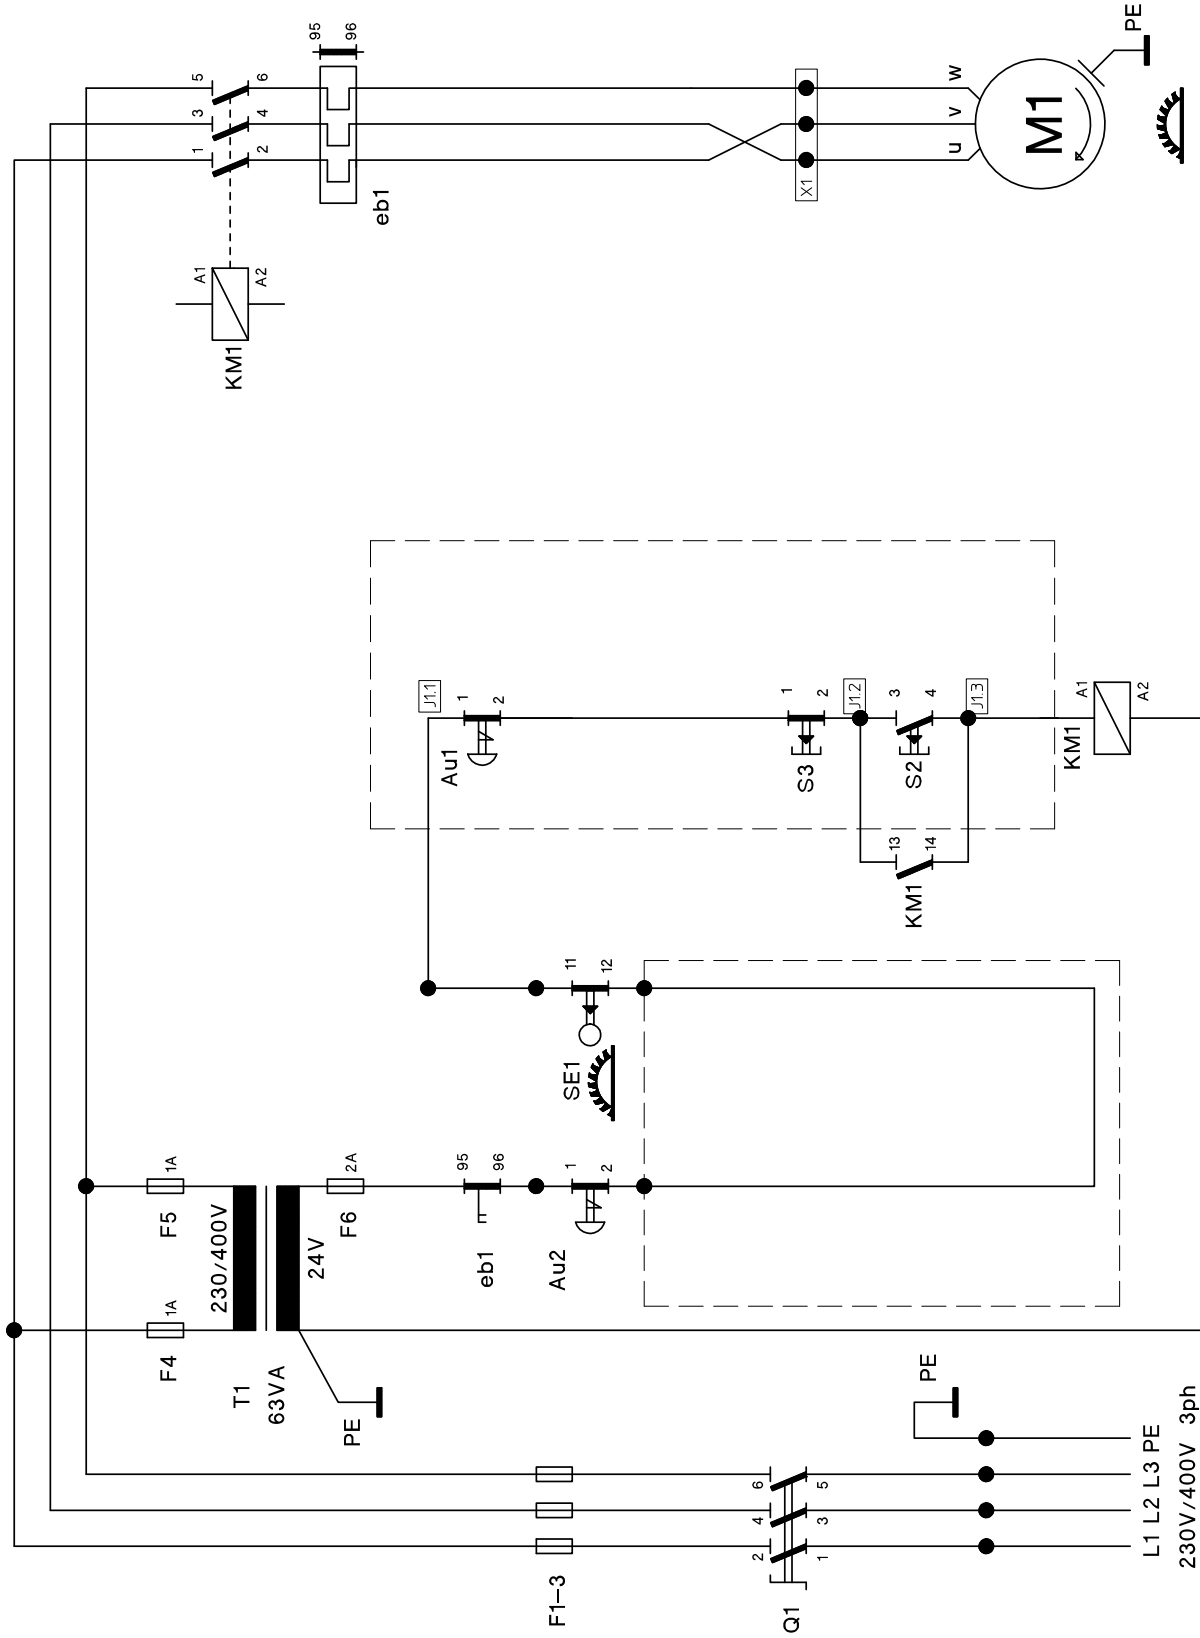 L1 L2 L3 PE
230V/400V 3ph
PE
Q1
1
2
3
4
5
6
F1-3
T1
63VA
PE
F4
1A
F5
1A
230/400V
24V
F6
2A
eb1
95
96
Au2
1
2
SE1
11
12
J1.1
Au1
1
2
S3
1
2
J1.2
S2
3
4
J1.3
KM1
13
14
KM1
A1
A2
KM1
A1
A2
1
2
3
4
5
6
eb1
95
96
X1
u
v
w
M1
PE